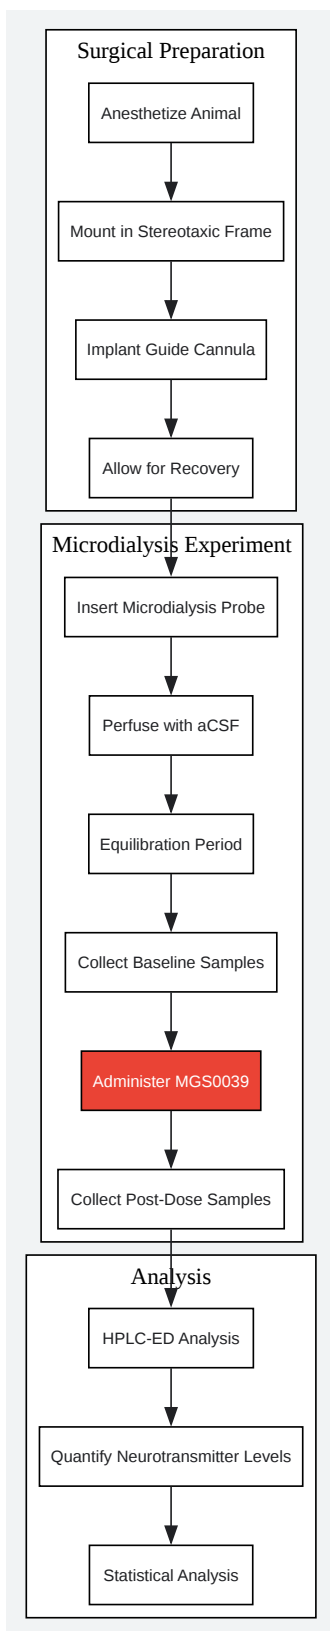 Surgical Preparation
Anesthetize Animal
Mount in Stereotaxic Frame
Implant Guide Cannula
Allow for Recovery
Microdialysis Experiment
Insert Microdialysis Probe
Perfuse with aCSF
Equilibration Period
Collect Baseline Samples
Administer MGS0039
Collect Post-Dose Samples
Analysis
HPLC-ED Analysis
Quantify Neurotransmitter Levels
Statistical Analysis